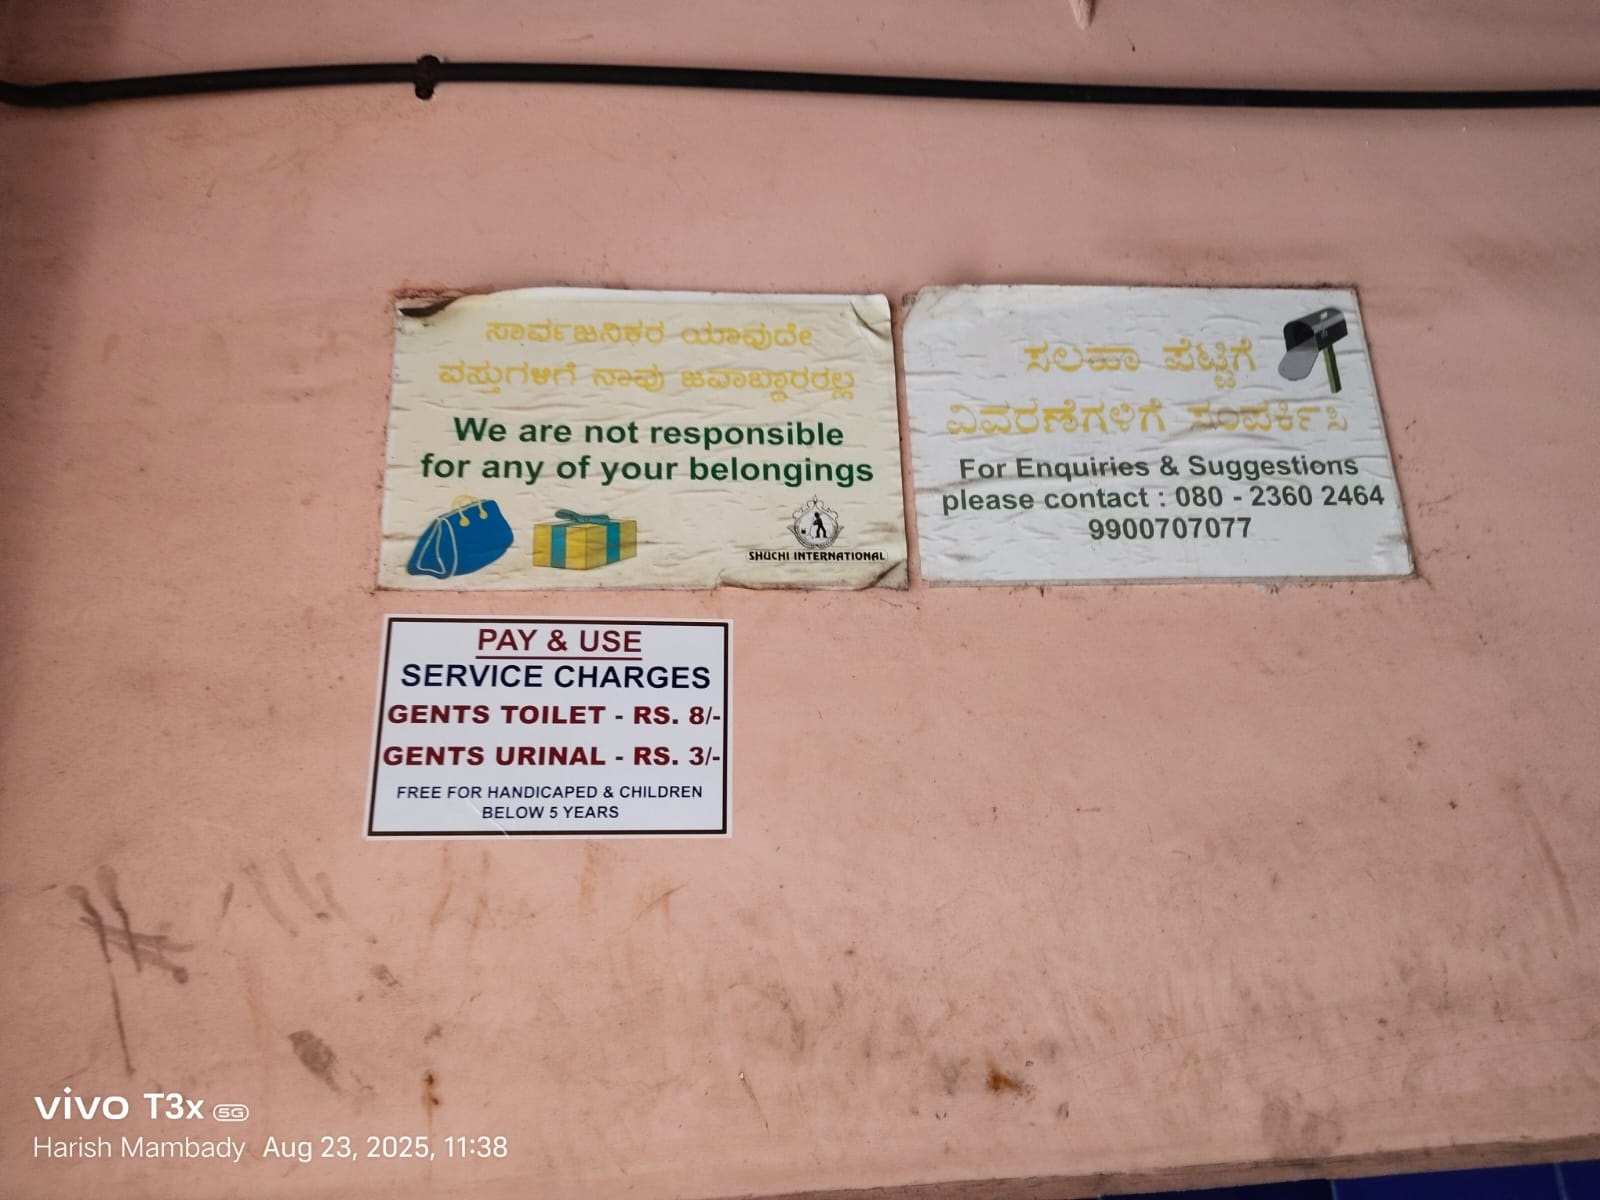 ಸಾರ್ವಜನಿಕರ ಯಾವುದೇ
ವಸ್ತುಗಳಿಗೆ ನಾವು ಜವಾಬ್ದಾರರಲ್ಲ
We are not responsible
for any of your belongings
SHUCHI INTERNATIONAL
ಸಲಹಾ ಪೆಟ್ಟಿಗೆ
ವಿವರಣೆಗಳಿಗೆ ಸಂಪರ್ಕಿಸಿ
For Enquiries & Suggestions
please contact : 080 - 2360 2464
9900707077
PAY & USE
SERVICE CHARGES
GENTS TOILET - RS. 8/-
GENTS URINAL - RS. 3/-
FREE FOR HANDICAPED & CHILDREN
BELOW 5 YEARS
vivo T3x 5G
Harish Mambady Aug 23, 2025, 11:38